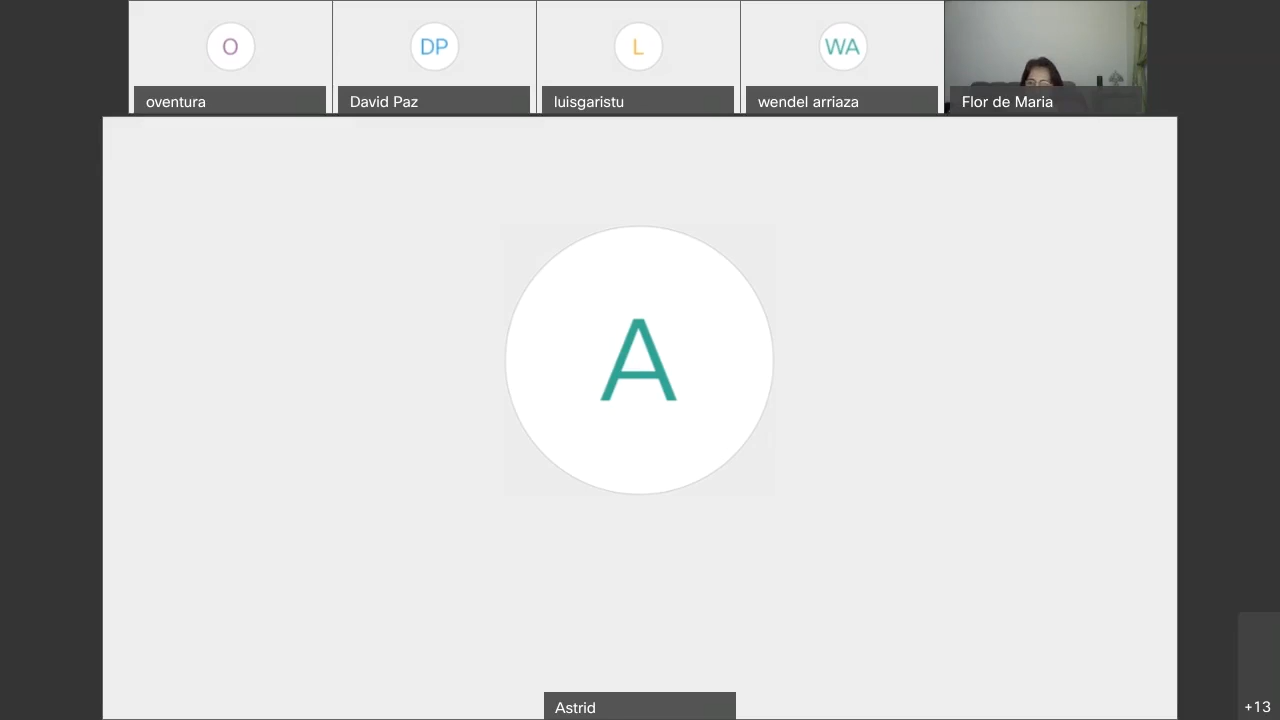 O
DP
L
WA
oventura
David Paz
luisgaristu
wendel arriaza
Flor de Maria
A
Astrid
+13